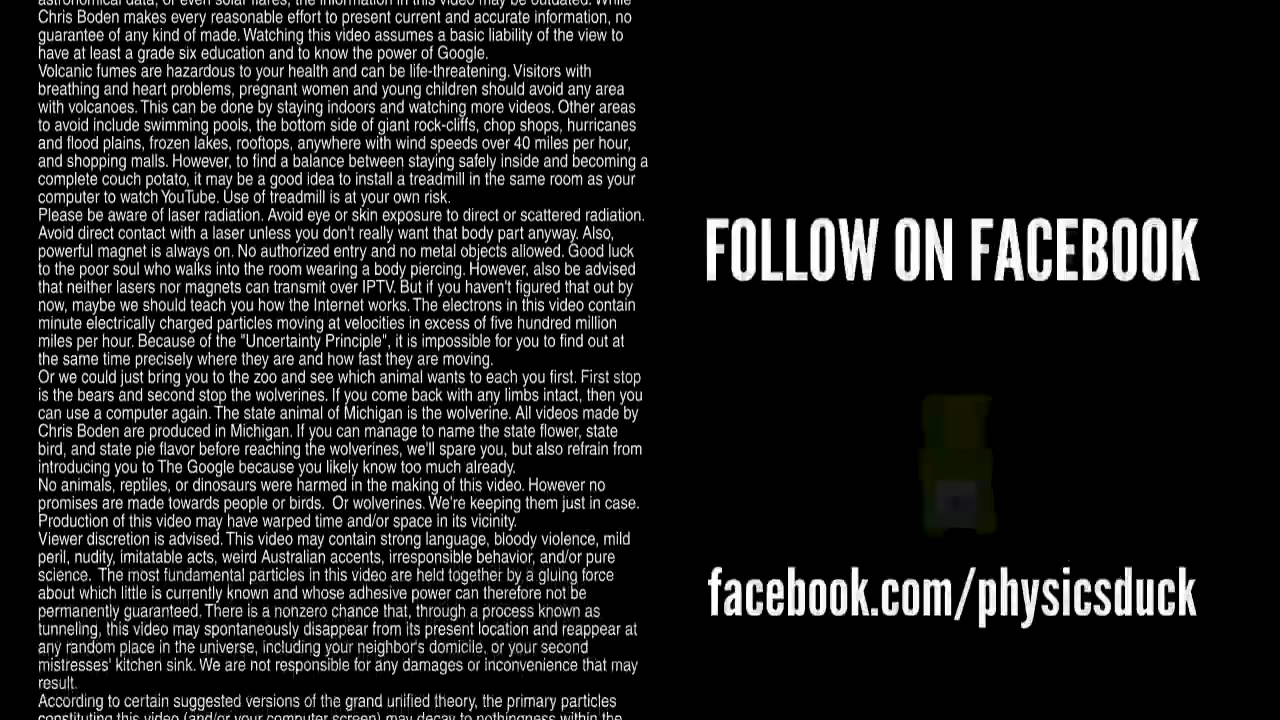 astronomical data, or even solar flares, the information in this video may be outdated. While
Chris Boden makes every reasonable effort to present current and accurate information, no
guarantee of any kind of made. Watching this video assumes a basic liability of the view to
have at least a grade six education and to know the power of Google.
Volcanic fumes are hazardous to your health and can be life-threatening. Visitors with
breathing and heart problems, pregnant women and young children should avoid any area
with volcanoes. This can be done by staying indoors and watching more videos. Other areas
to avoid include swimming pools, the bottom side of giant rock-cliffs, chop shops, hurricanes
and flood plains, frozen lakes, rooftops, anywhere with wind speeds over 40 miles per hour,
and shopping malls. However, to find a balance between staying safely inside and becoming a
complete couch potato, it may be a good idea to install a treadmill in the same room as your
computer to watch YouTube. Use of treadmill is at your own risk.
Please be aware of laser radiation. Avoid eye or skin exposure to direct or scattered radiation.
Avoid direct contact with a laser unless you don't really want that body part anyway. Also,
powerful magnet is always on. No authorized entry and no metal objects allowed. Good luck
to the poor soul who walks into the room wearing a body piercing. However, also be advised
that neither lasers nor magnets can transmit over IPTV. But if you haven't figured that out by
now, maybe we should teach you how the Internet works. The electrons in this video contain
minute electrically charged particles moving at velocities in excess of five hundred million
miles per hour. Because of the "Uncertainty Principle", it is impossible for you to find out at
the same time precisely where they are and how fast they are moving.
Or we could just bring you to the zoo and see which animal wants to each you first. First stop
is the bears and second stop the wolverines. If you come back with any limbs intact, then you
can use a computer again. The state animal of Michigan is the wolverine. All videos made by
Chris Boden are produced in Michigan. If you can manage to name the state flower, state
bird, and state pie flavor before reaching the wolverines, we'll spare you, but also refrain from
introducing you to The Google because you likely know too much already.
No animals, reptiles, or dinosaurs were harmed in the making of this video. However no
promises are made towards people or birds.  Or wolverines. We're keeping them just in case.
Production of this video may have warped time and/or space in its vicinity.
Viewer discretion is advised. This video may contain strong language, bloody violence, mild
peril, nudity, imitatable acts, weird Australian accents, irresponsible behavior, and/or pure
science.  The most fundamental particles in this video are held together by a gluing force
about which little is currently known and whose adhesive power can therefore not be
permanently guaranteed. There is a nonzero chance that, through a process known as
tunneling, this video may spontaneously disappear from its present location and reappear at
any random place in the universe, including your neighbor's domicile, or your second
mistresses' kitchen sink. We are not responsible for any damages or inconvenience that may
result.
According to certain suggested versions of the grand unified theory, the primary particles
constituting this video (and/or your computer screen) may decay to nothingness within the
FOLLOW ON FACEBOOK
facebook.com/physicsduck